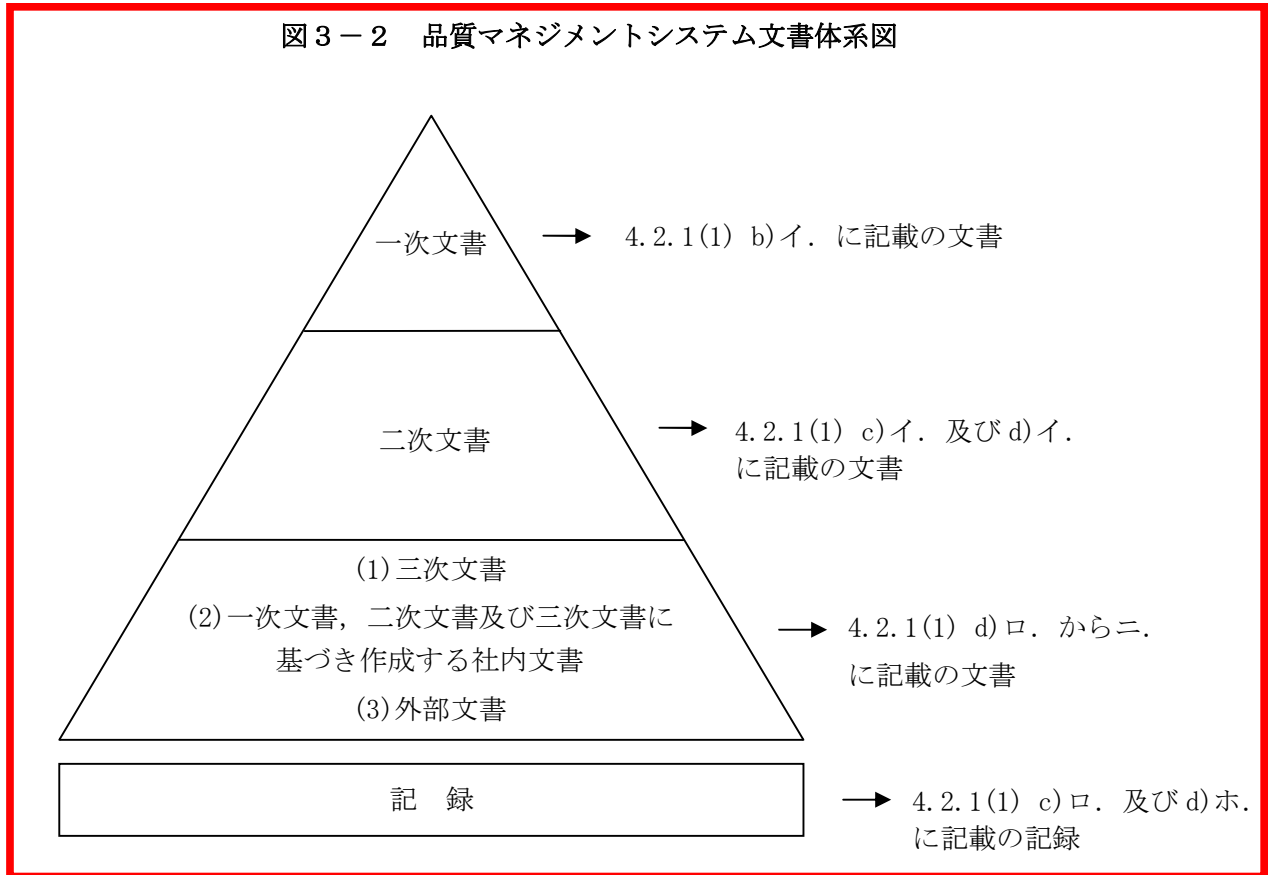 図3-2 品質マネジメントシステム文書体系図
一次文書
4.2.1(1) b)イ. に記載の文書
二次文書
4.2.1(1) c)イ. 及びd)イ.
に記載の文書
(1)三次文書
(2)一次文書, 二次文書及び三次文書に
基づき作成する社内文書
(3)外部文書
4.2.1(1) d)ロ. からニ.
に記載の文書
記 録
4.2.1(1) c)ロ. 及びd)ホ.
に記載の記録